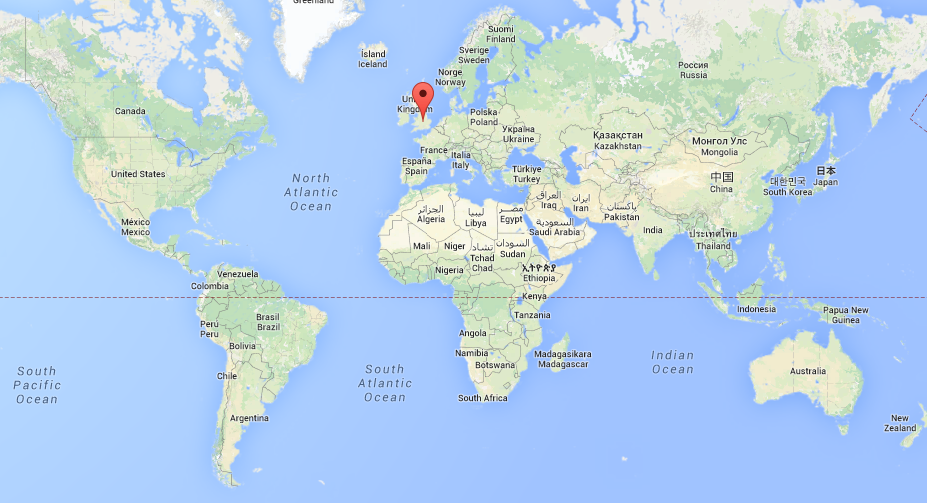 Greenland
Suomi
Finland
Ísland
Iceland
Sverige
Sweden
Norge
Norway
Россия
Russia
Canada
United
Kingdom
Polska
Poland
Україна
Ukraine
Қазақстан
Kazakhstan
Монгол Улс
Mongolia
France
Italia
Italy
España
Spain
Türkiye
Turkey
United States
North
Atlantic
Ocean
中国
China
대한민국
South Korea
日本
Japan
العراق
Iraq
ایران
Iran
پاکستان
Pakistan
الجزائر
Algeria
ليبيا
Libya
مصر
Egypt
السعودية
Saudi Arabia
México
Mexico
India
ประเทศไทย
Thailand
Mali
Niger
تشاد
Tchad
Chad
السودان
Sudan
Nigeria
ኢትዮጵያ
Ethiopia
Venezuela
Colombia
Kenya
Tanzania
Indonesia
Papua New
Guinea
Perú
Peru
Brasil
Brazil
Bolivia
Angola
Namibia
Botswana
Madagasikara
Madagascar
South
Pacific
Ocean
Chile
South
Atlantic
Ocean
Indian
Ocean
Australia
South Africa
Argentina
New
Zealand